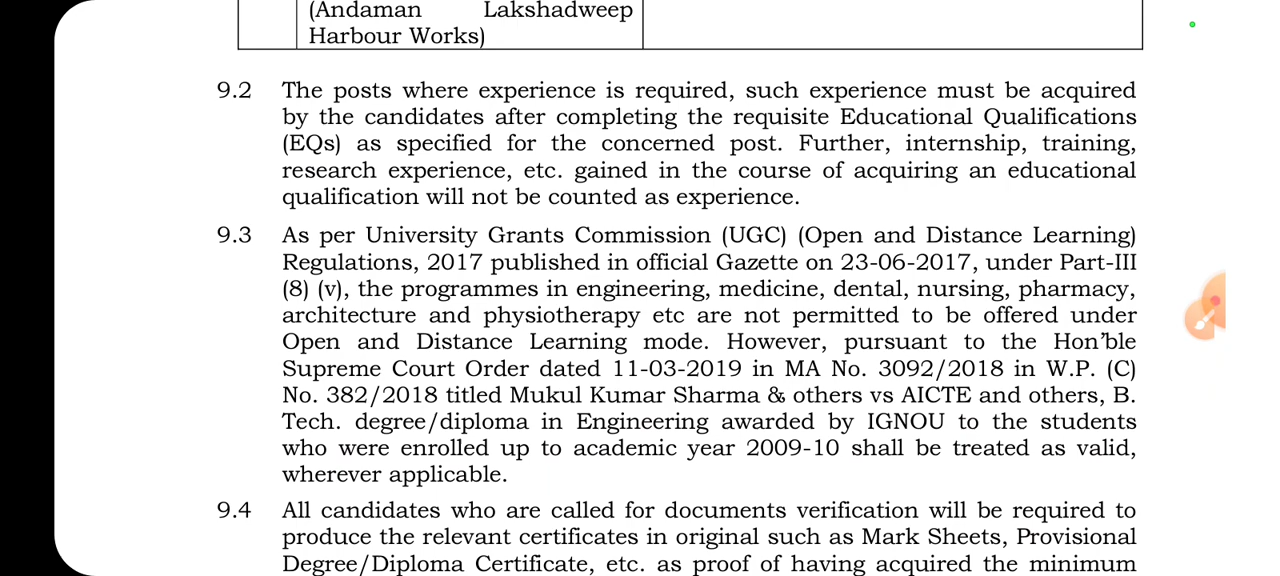 (Andaman Lakshadweep
Harbour Works)
9.2 The posts where experience is required, such experience must be acquired
by the candidates after completing the requisite Educational Qualifications
(EQs) as specified for the concerned post. Further, internship, training,
research experience, etc. gained in the course of acquiring an educational
qualification will not be counted as experience.
9.3 As per University Grants Commission (UGC) (Open and Distance Learning)
Regulations, 2017 published in official Gazette on 23-06-2017, under Part-III
(8) (v), the programmes in engineering, medicine, dental, nursing, pharmacy,
architecture and physiotherapy etc are not permitted to be offered under
Open and Distance Learning mode. However, pursuant to the Hon’ble
Supreme Court Order dated 11-03-2019 in MA No. 3092/2018 in W.P. (C)
No. 382/2018 titled Mukul Kumar Sharma & others vs AICTE and others, B.
Tech. degree/diploma in Engineering awarded by IGNOU to the students
who were enrolled up to academic year 2009-10 shall be treated as valid,
wherever applicable.
9.4 All candidates who are called for documents verification will be required to
produce the relevant certificates in original such as Mark Sheets, Provisional
Degree/Diploma Certificate, etc. as proof of having acquired the minimum